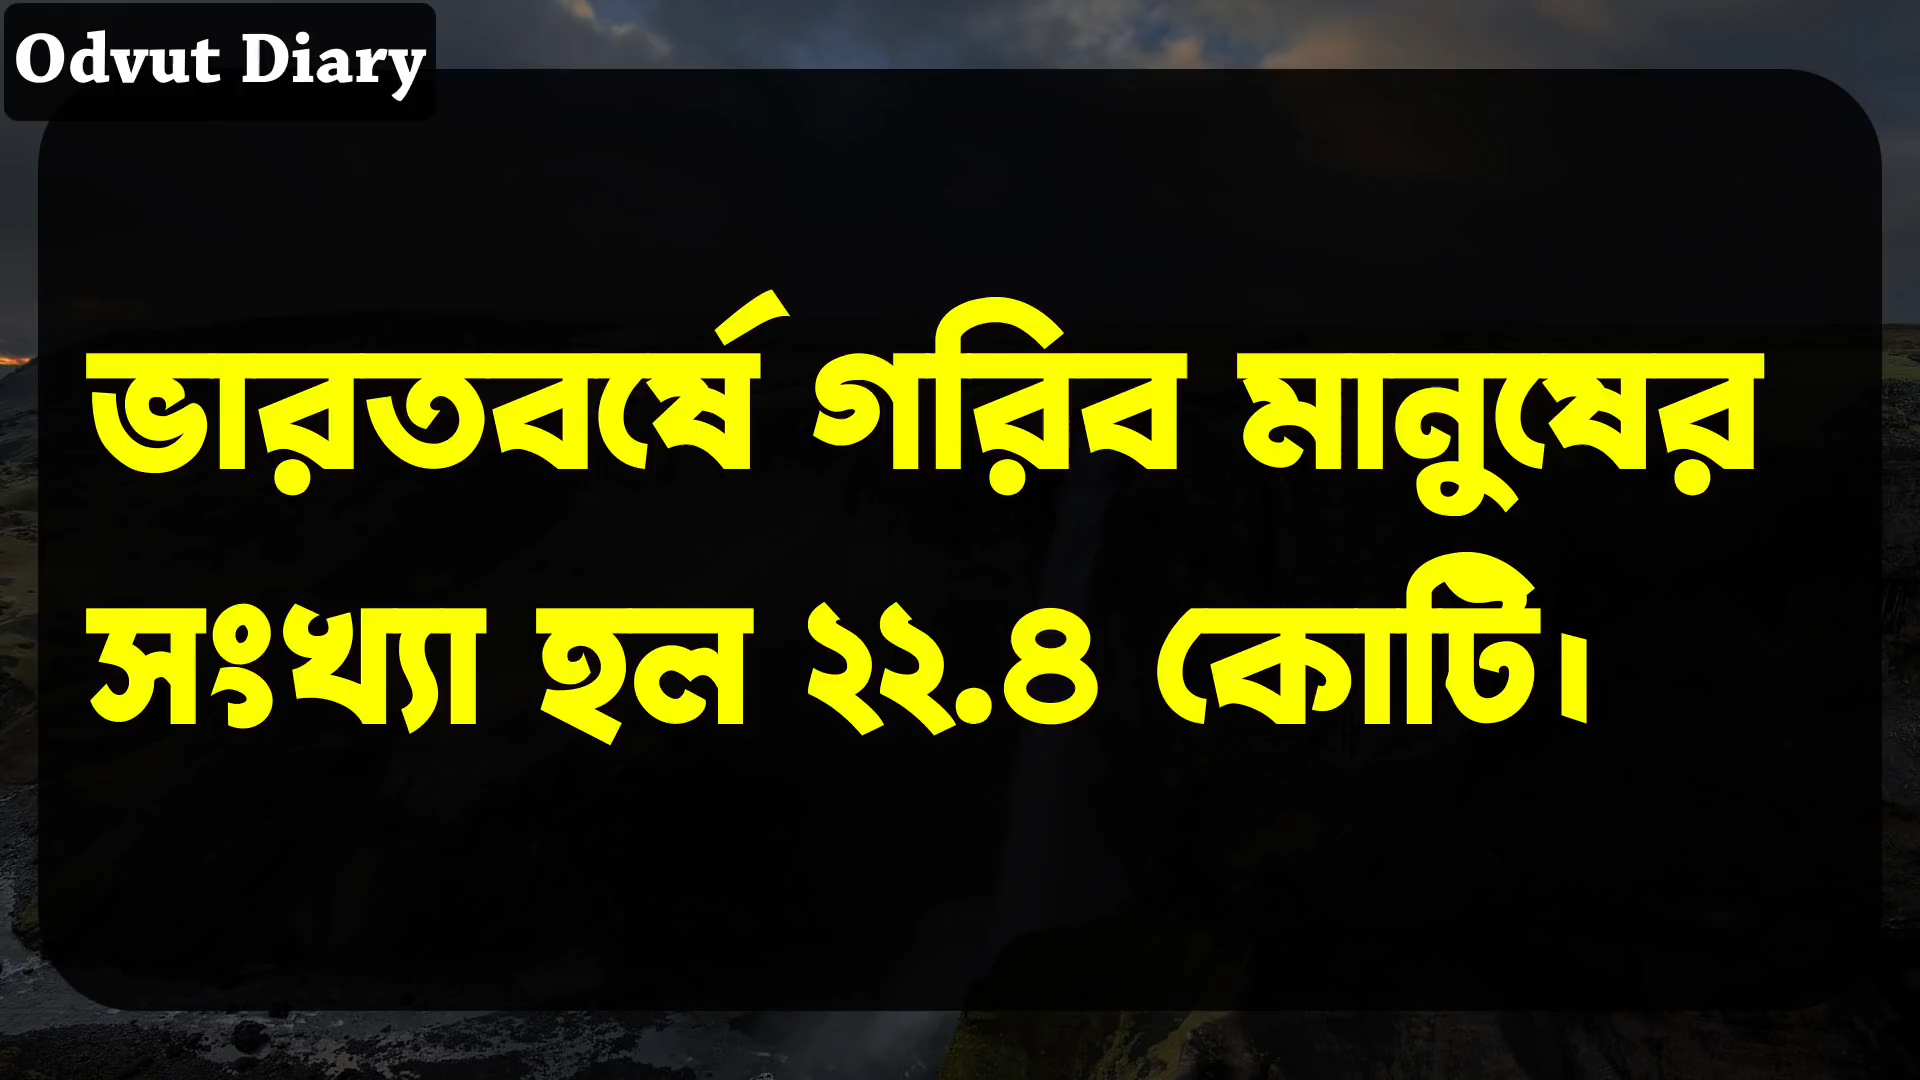 Odvut Diary
ভারতবর্ষে গরিব মানুষের
সংখ্যা হল ২২.৪ কোটি।